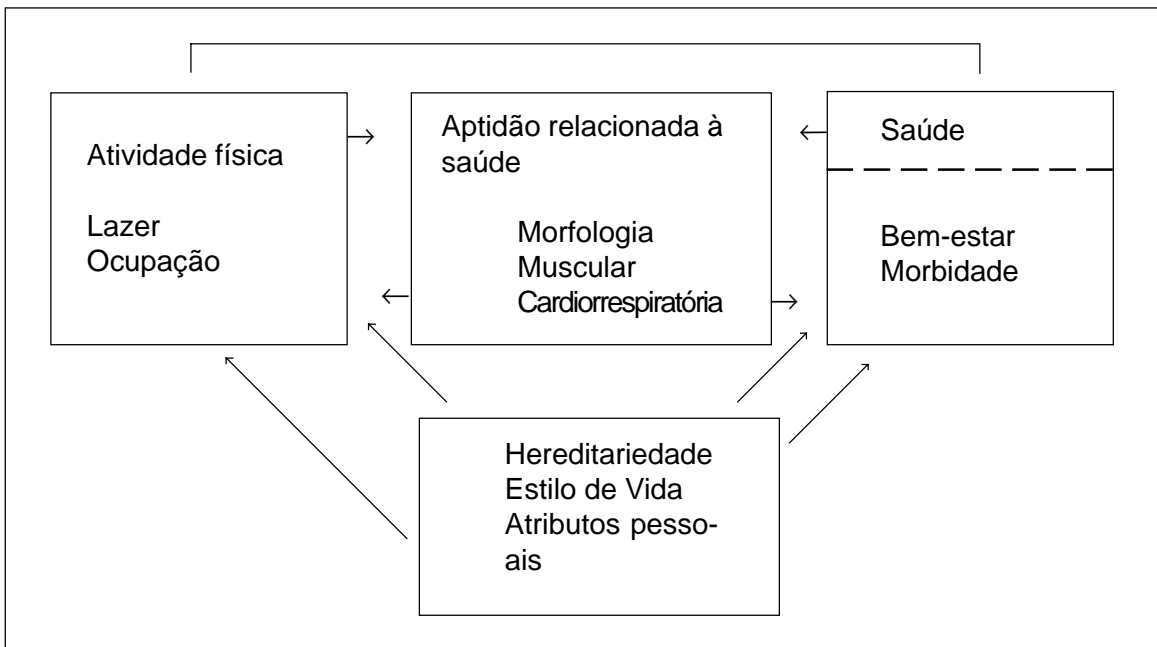 Atividade física
Lazer
Ocupação
Aptidão relacionada à
saúde
Morfologia
Muscular
Cardiorrespiratória
Saúde
Bem-estar
Morbidade
Hereditariedade
Estilo de Vida
Atributos pesso-
ais